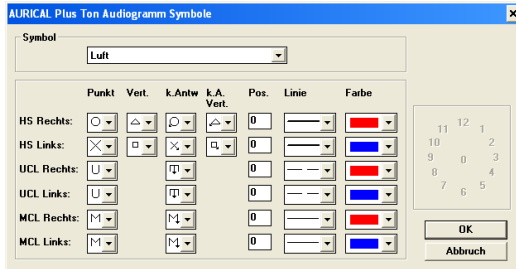 AURICAL Plus Ton Audiogramm Symbole
Symbol
Luft
Punkt Vert. k.Antw k.A. Vert. Pos. Linie Farbe
HS Rechts: 0
HS Links: 0
UCL Rechts: U 0
UCL Links: U 0
MCL Rechts: M M 0
MCL Links: M M 0
12
11 1
10 2
9 0 3
8 4
7 5
6
OK
Abbruch